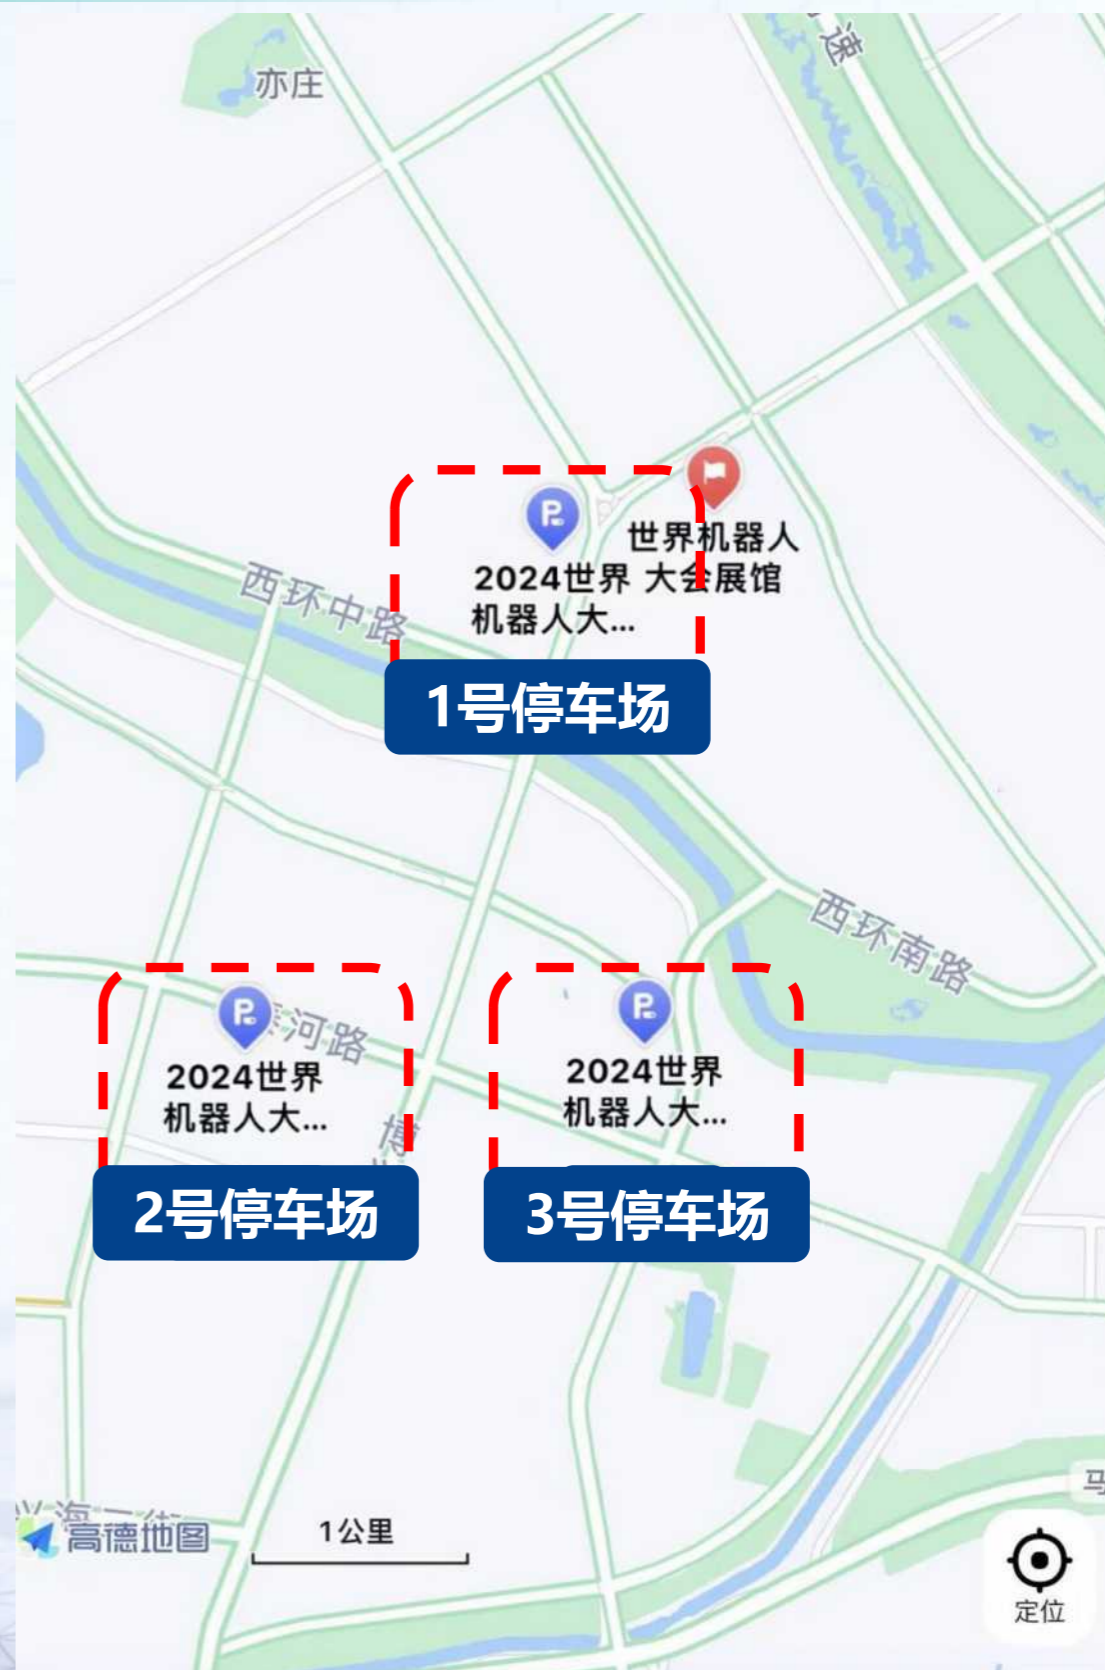 速
亦庄
世界机器人
大会展馆
2024世界
机器人大...
西环中路
1号停车场
西环南路
河路
2024世界
机器人大...
2024世界
机器人大...
博
2号停车场
3号停车场
高德地图
1公里
马
定位